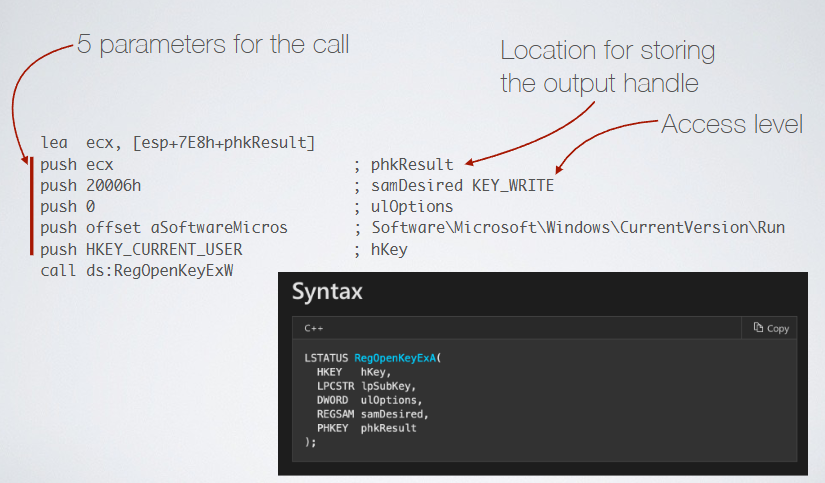 5 parameters for the call
Location for storing
the output handle
Access level
lea ecx, [esp+7E8h+phkResult]
push ecx ; phkResult
push 20006h ; samDesired KEY_WRITE
push 0 ; ulOptions
push offset aSoftwareMicros ; Software\Microsoft\Windows\CurrentVersion\Run
push HKEY_CURRENT_USER ; hKey
call ds:RegOpenKeyExW
Syntax
C++ Copy
LSTATUS RegOpenKeyExA(
HKEY hKey,
LPCSTR lpSubKey,
DWORD ulOptions,
REGSAM samDesired,
PHKEY phkResult
);